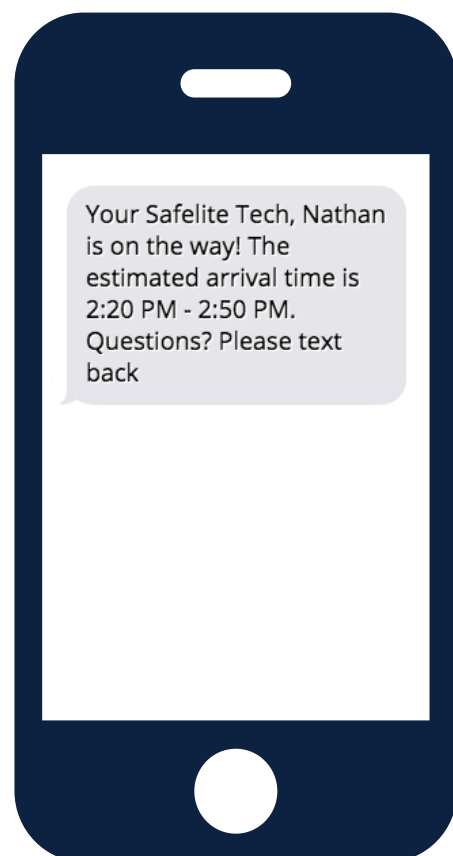 Your Safelite Tech, Nathan
is on the way! The
estimated arrival time is
2:20 PM - 2:50 PM.
Questions? Please text
back